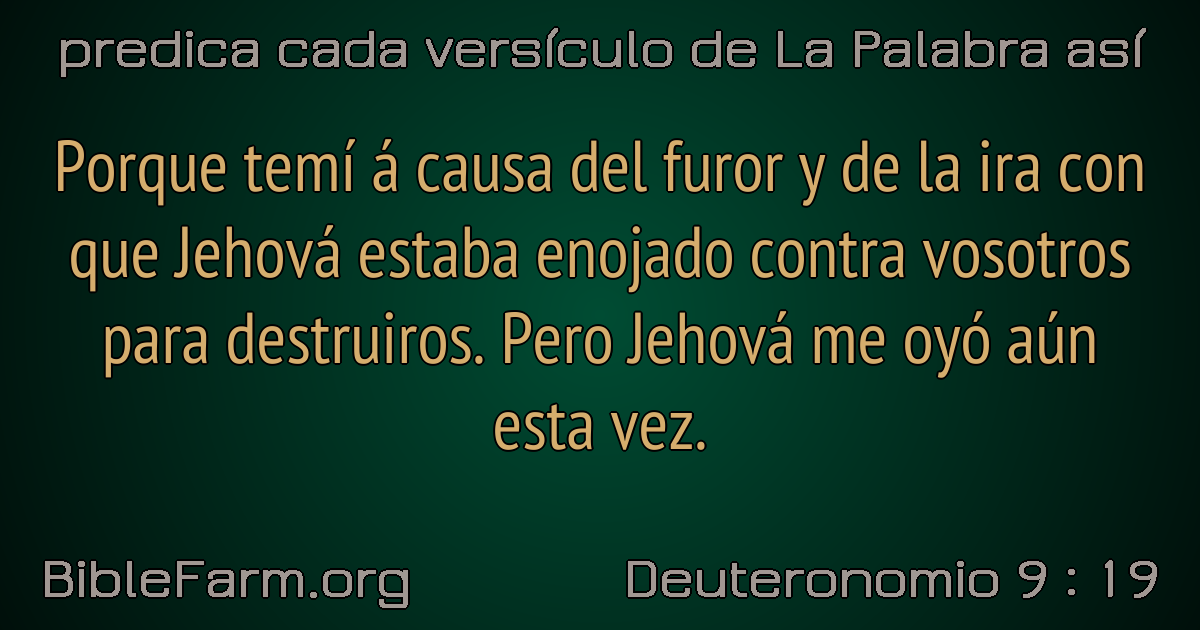 predica cada versículo de La Palabra así
Porque temí á causa del furor y de la ira con
que Jehová estaba enojado contra vosotros
para destruiros. Pero Jehová me oyó aún
esta vez.
BibleFarm.org
Deuteronomio 9 : 19